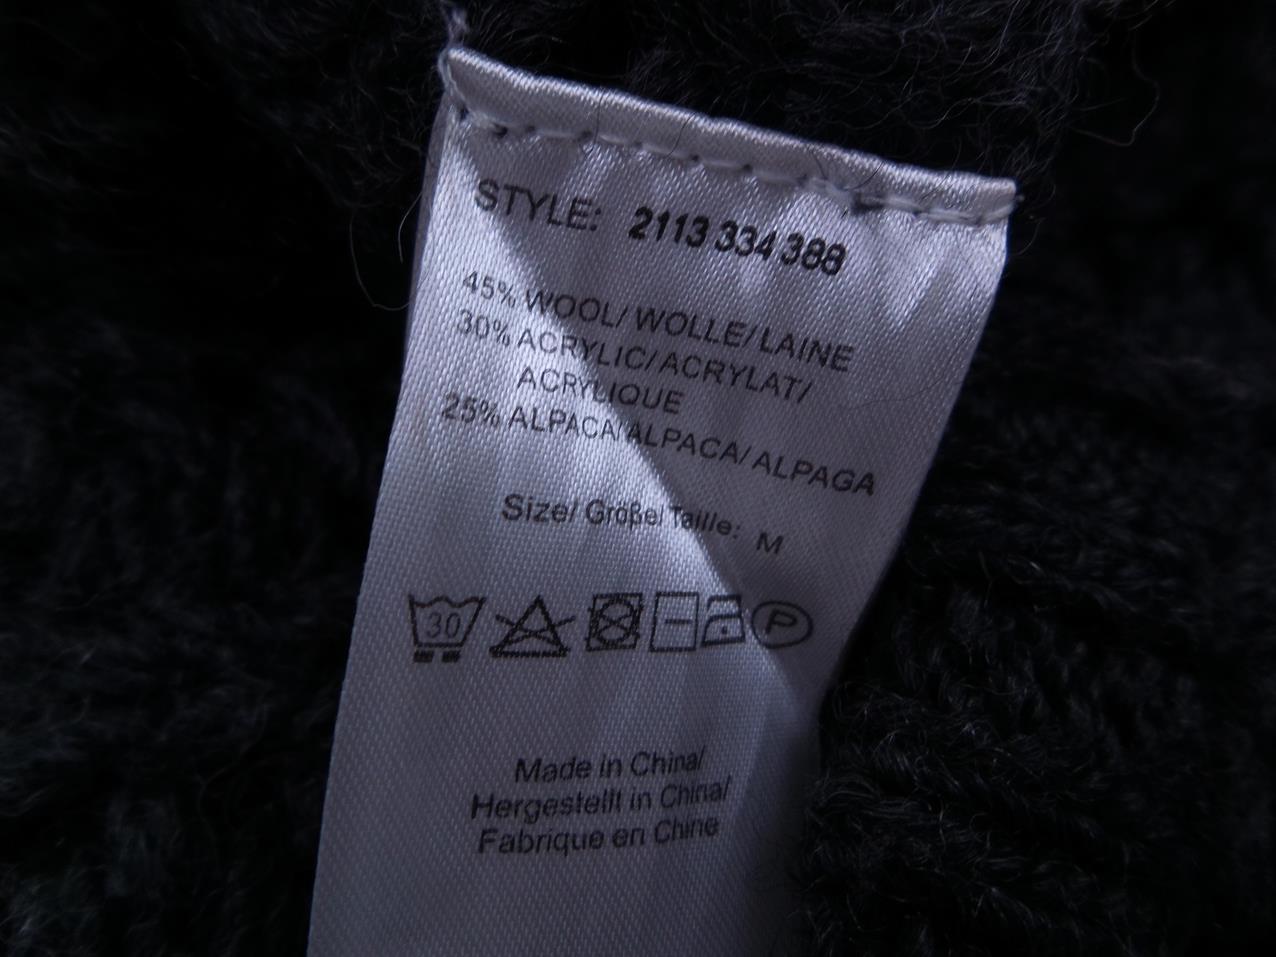 STYLE: 2113 334 388
45% WOOL/ WOLLE/ LAINE
30% ACRYLIC/ ACRYLAT/
ACRYLIQUE
25% ALPACA/ ALPACA/ ALPAGA
Size/ Größe/ Taille: M
30 P
Made in China/
Hergestellt in China/
Fabrique en Chine